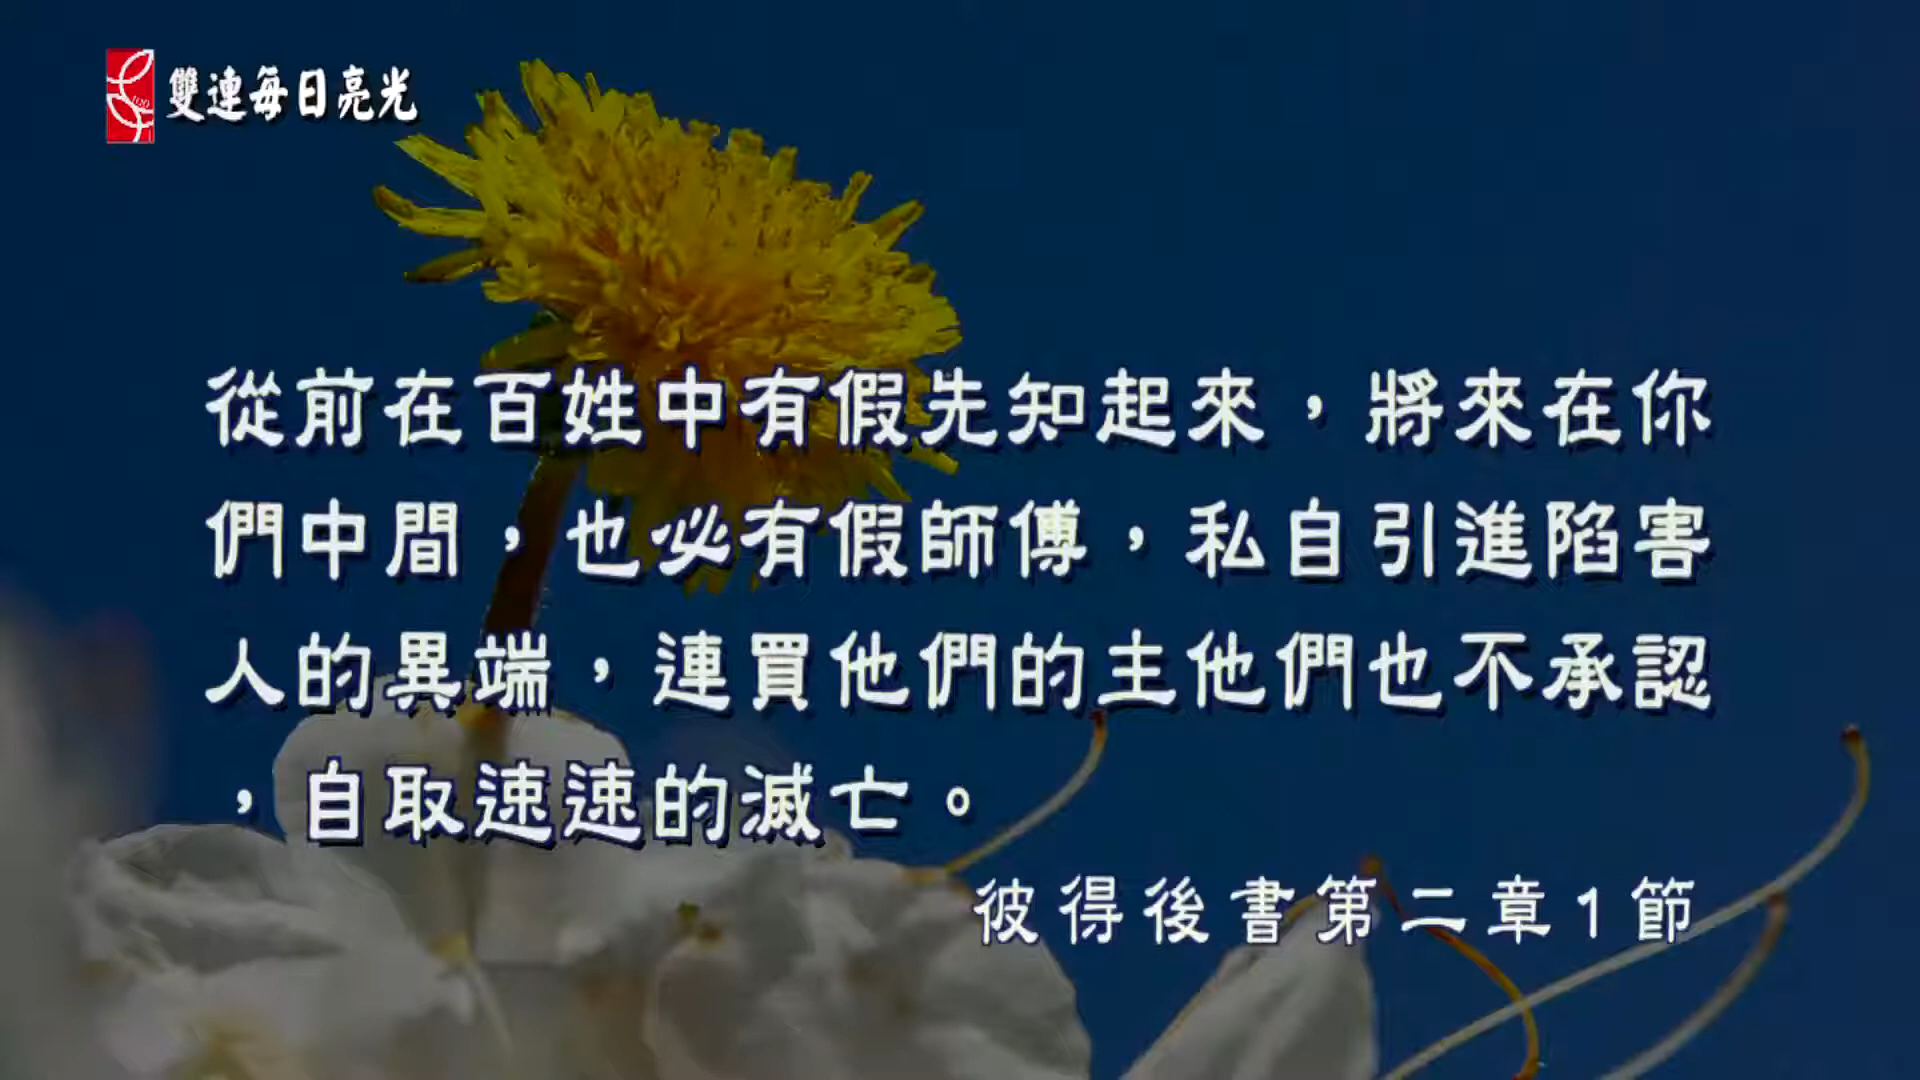 雙連每日亮光
從前在百姓中有假先知起來，將來在你
們中間，也必有假師傅，私自引進陷害
人的異端，連買他們的主他們也不承認
，自取速速的滅亡。
彼得後書第二章1節